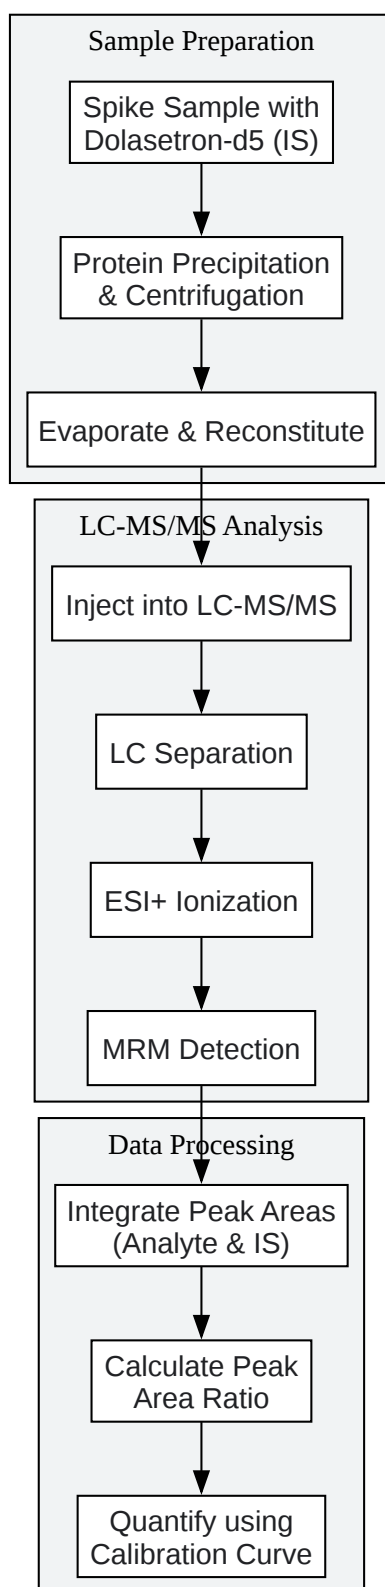 Sample Preparation
Spike Sample with
Dolasetron-d5 (IS)
Protein Precipitation
& Centrifugation
Evaporate & Reconstitute
LC-MS/MS Analysis
Inject into LC-MS/MS
LC Separation
ESI+ Ionization
MRM Detection
Data Processing
Integrate Peak Areas
(Analyte & IS)
Calculate Peak
Area Ratio
Quantify using
Calibration Curve